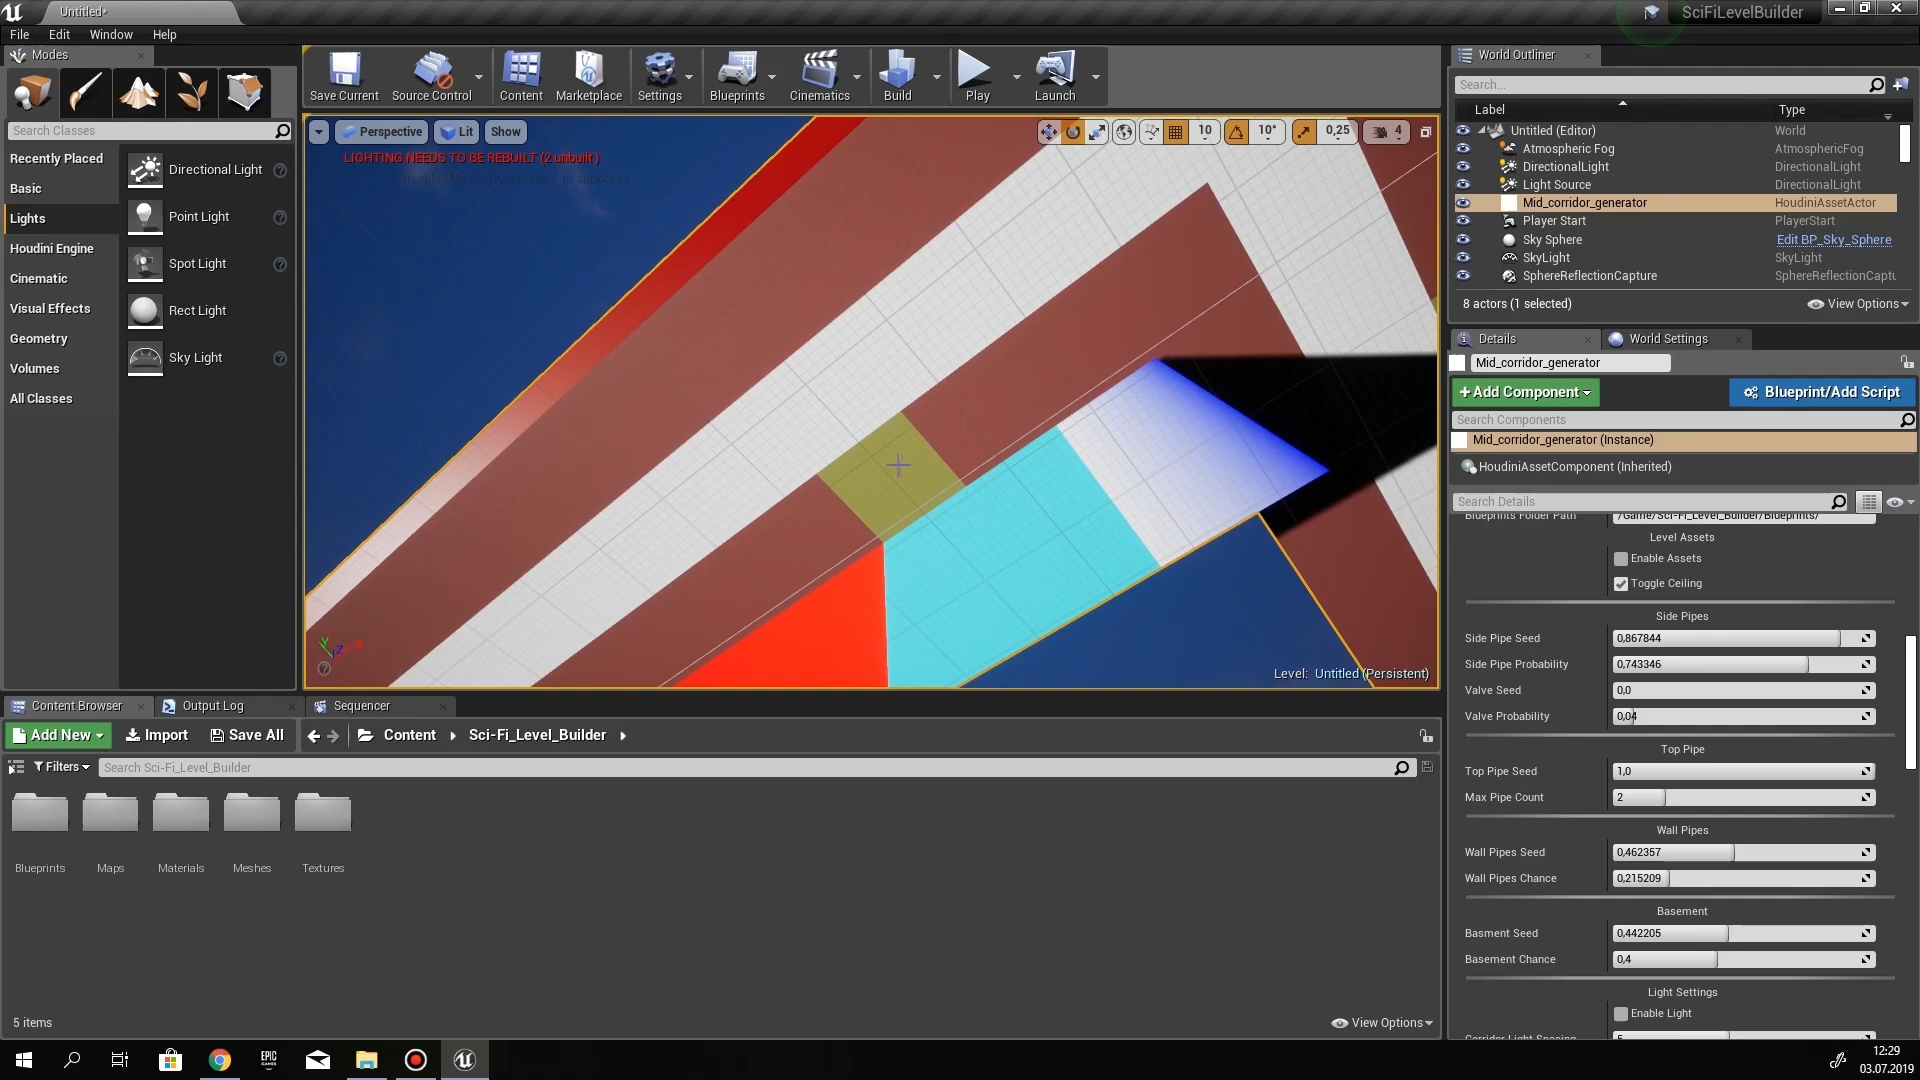 Untitled*
SciFiLevelBuilder
File Edit Window Help
Modes
Search Classes
Recently Placed
Basic
Lights
Houdini Engine
Cinematic
Visual Effects
Geometry
Volumes
All Classes
Directional Light
Point Light
Spot Light
Rect Light
Sky Light
Save Current
Source Control
Content
Marketplace
Settings
Blueprints
Cinematics
Build
Play
Launch
Perspective Lit Show
10 10° 0,25 4
LIGHTING NEEDS TO BE REBUILT (2 unbuilt )
Level: Untitled (Persistent)
World Outliner
Search...
Label Type
Untitled (Editor) World
Atmospheric Fog AtmosphericFog
DirectionalLight DirectionalLight
Light Source DirectionalLight
Mid_corridor_generator HoudiniAssetActor
Player Start PlayerStart
Sky Sphere Edit BP_Sky_Sphere
SkyLight SkyLight
SphereReflectionCapture SphereReflectionCaptu
8 actors (1 selected) View Options
Details World Settings
Mid_corridor_generator
+Add Component Blueprint/Add Script
Search Components
Mid_corridor_generator (Instance)
HoudiniAssetComponent (Inherited)
Search Details
Blueprints Folder Path /Game/Sci-Fi_Level_Builder/Blueprints/
Level Assets
Enable Assets
Toggle Ceiling
Side Pipes
Side Pipe Seed 0,867844
Side Pipe Probability 0,743346
Valve Seed 0,0
Valve Probability 0,04
Top Pipe
Top Pipe Seed 1,0
Max Pipe Count 2
Wall Pipes
Wall Pipes Seed 0,462357
Wall Pipes Chance 0,215209
Basement
Basment Seed 0,442205
Basement Chance 0,4
Light Settings
Enable Light
Corridor Light Spacing
Content Browser Output Log Sequencer
Add New Import Save All Content Sci-Fi_Level_Builder
Filters Search Sci-Fi_Level_Builder
Blueprints Maps Materials Meshes Textures
5 items View Options
EPIC GAMES
12:29
03.07.2019